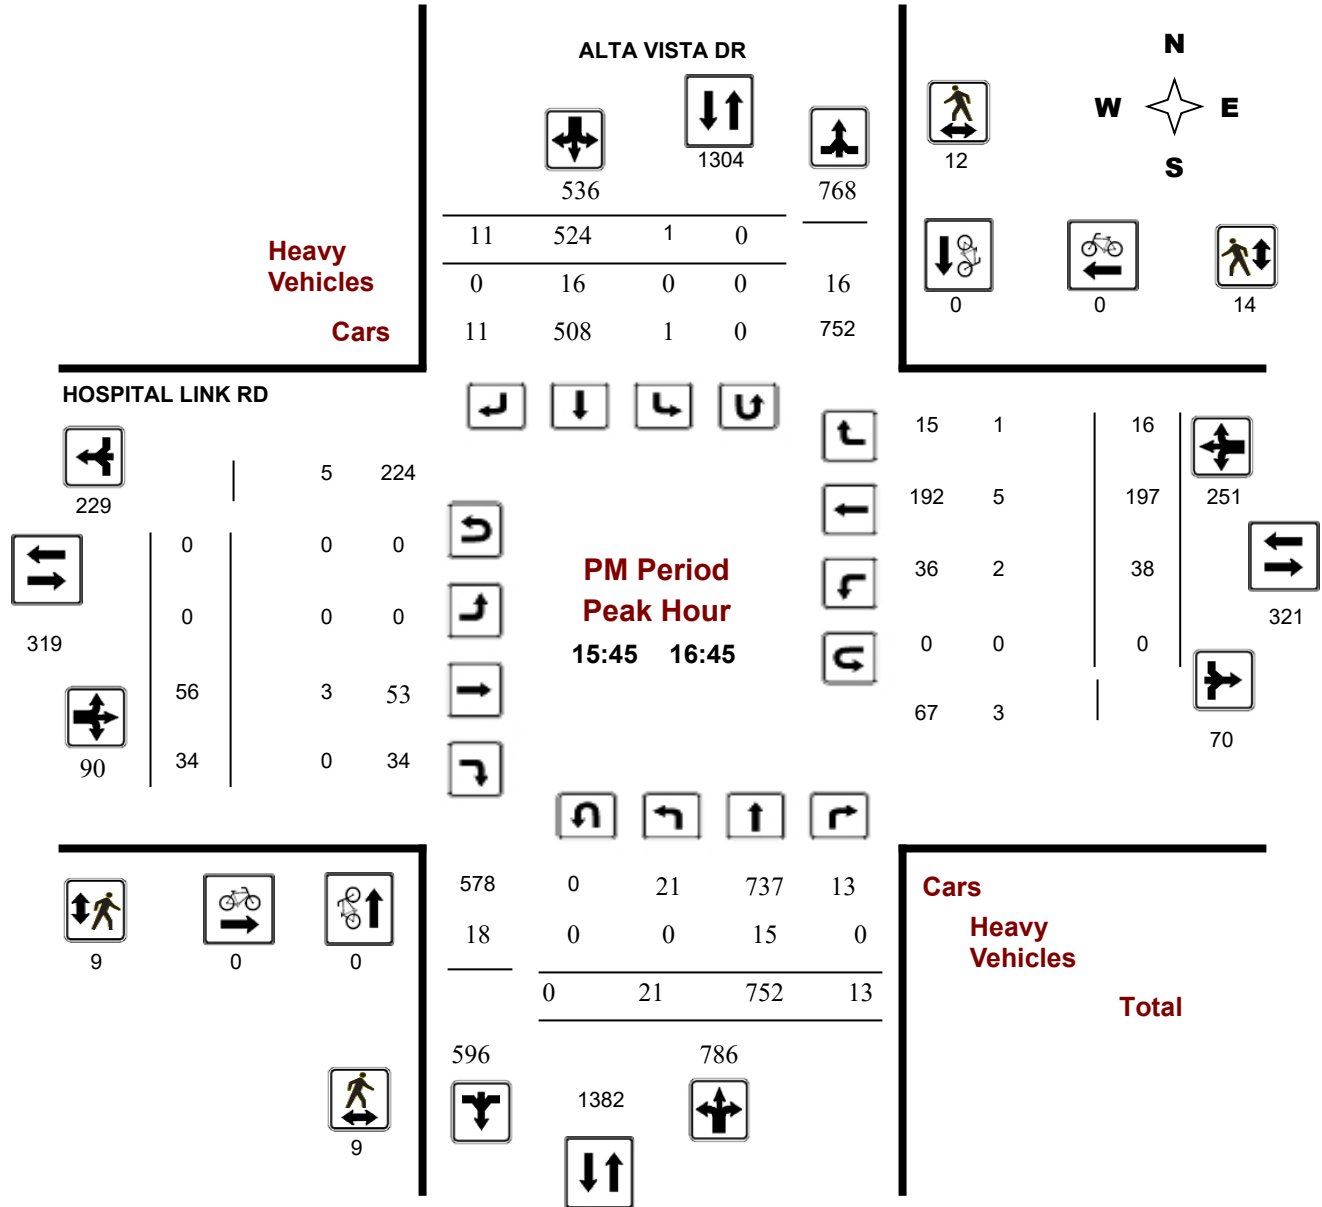 ALTA VISTA DR
N
W E
S
1304
12
536
768
11 524 1 0
Heavy
Vehicles
0 16 0 0 16
0 0 14
Cars
11 508 1 0 752
HOSPITAL LINK RD
15 1 16
5 224
229
192 5 197 251
0 0 0
PM Period
36 2 38
Peak Hour
0 0 0
321
319
15:45 16:45
0 0 0
56 3 53
67 3
70
90
34 0 34
578 0 21 737 13
Cars
18 0 0 15 0
Heavy
Vehicles
9 0 0
0 21 752 13
Total
596 786
1382
9